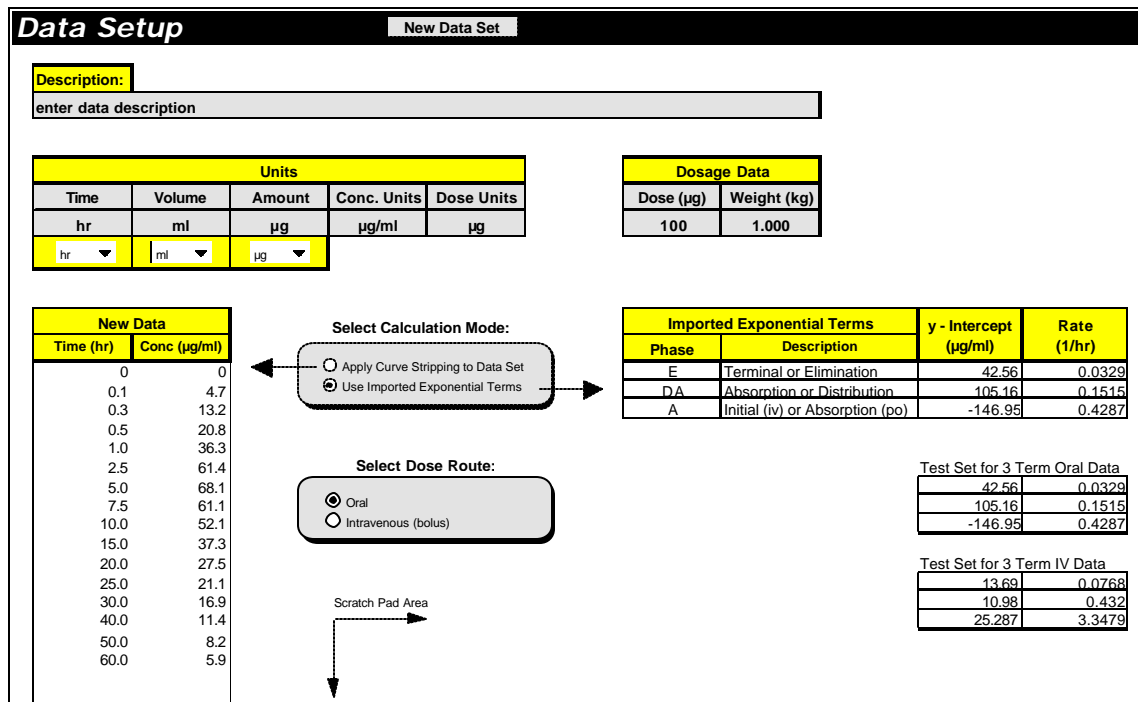 Data Setup
New Data Set
Description:
enter data description
Units
Time Volume Amount Conc. Units Dose Units
hr ml µg µg/ml µg
hr ml µg
Dosage Data
Dose (µg) Weight (kg)
100 1.000
New Data
Time (hr) Conc (µg/ml)
0 0
0.1 4.7
0.3 13.2
0.5 20.8
1.0 36.3
2.5 61.4
5.0 68.1
7.5 61.1
10.0 52.1
15.0 37.3
20.0 27.5
25.0 21.1
30.0 16.9
40.0 11.4
50.0 8.2
60.0 5.9
Select Calculation Mode:
Apply Curve Stripping to Data Set
Use Imported Exponential Terms
Select Dose Route:
Oral
Intravenous (bolus)
Scratch Pad Area
Imported Exponential Terms y - Intercept Rate
Phase Description (µg/ml) (1/hr)
E Terminal or Elimination 42.56 0.0329
DA Absorption or Distribution 105.16 0.1515
A Initial (iv) or Absorption (po) -146.95 0.4287
Test Set for 3 Term Oral Data
42.56 0.0329
105.16 0.1515
-146.95 0.4287
Test Set for 3 Term IV Data
13.69 0.0768
10.98 0.432
25.287 3.3479